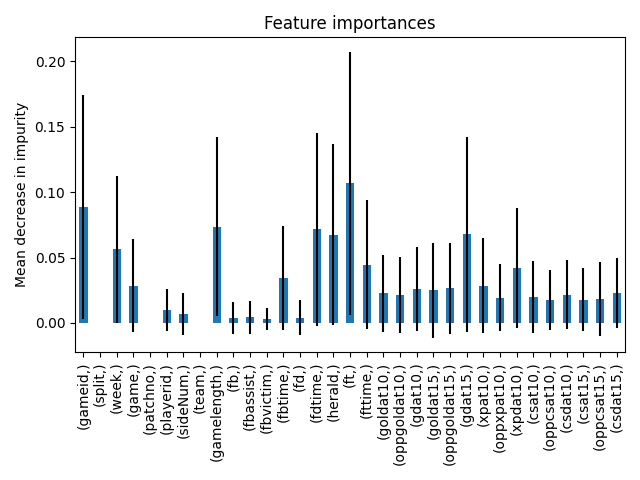 Feature importances
Mean decrease in impurity
0.20
0.15
0.10
0.05
0.00
(gameid,)
(split,)
(week,)
(game,)
(patchno,)
(playerid,)
(sideNum,)
(team,)
(gamelength,)
(fb,)
(fbassist,)
(fbvictim,)
(fbtime,)
(fd,)
(fdtime,)
(herald,)
(ft,)
(fttime,)
(goldat10,)
(oppgoldat10,)
(gdat10,)
(goldat15,)
(oppgoldat15,)
(gdat15,)
(xpat10,)
(oppxpat10,)
(xpdat10,)
(csat10,)
(oppcsat10,)
(csdat10,)
(csat15,)
(oppcsat15,)
(csdat15,)